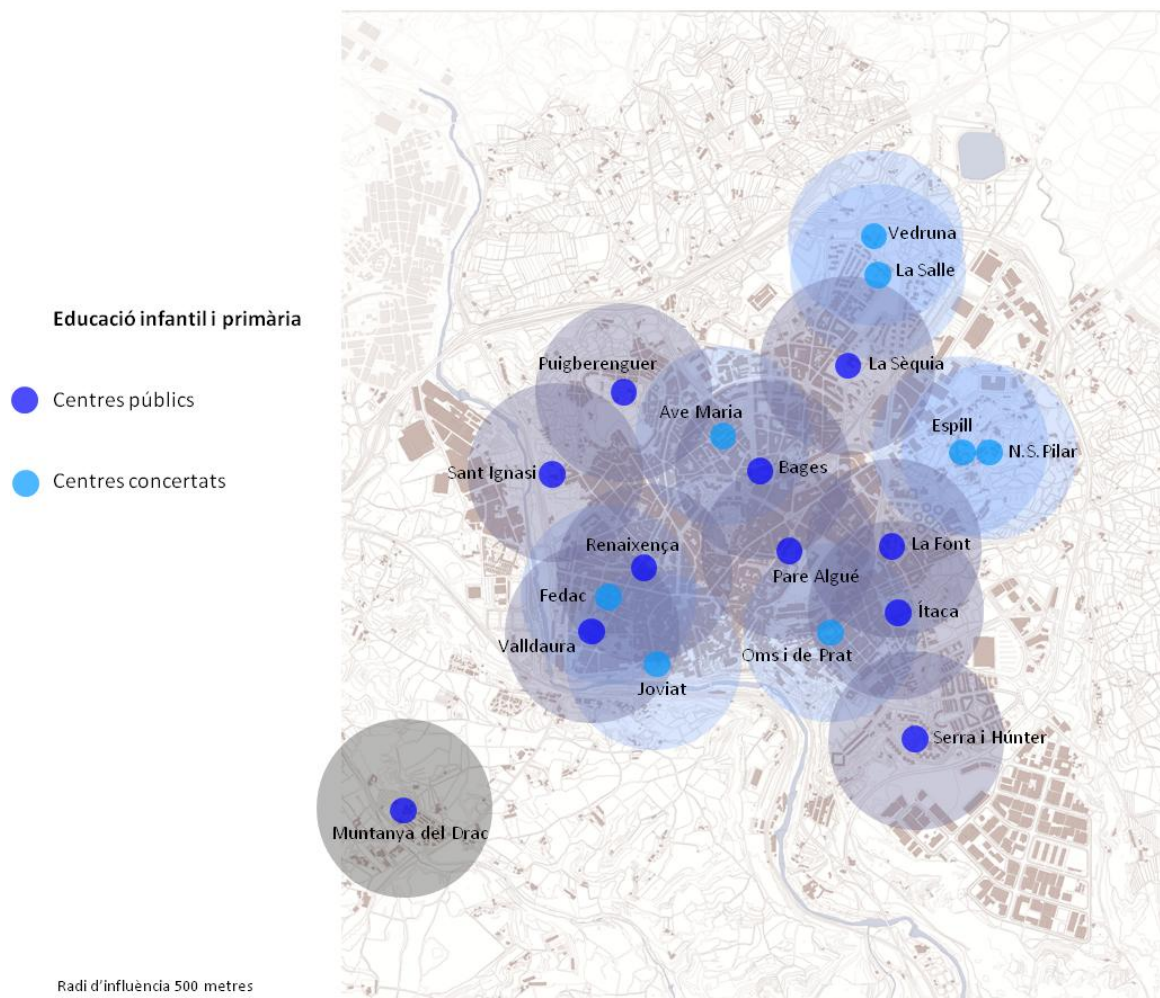 Educació infantil i primària
Centres públics
Centres concertats
Vedruna
La Salle
Puigberenguer
La Sèquia
Ave Maria
Espill
N.S. Pilar
Sant Ignasi
Bages
Renaixença
La Font
Pare Algué
Fedac
Ítaca
Valldaura
Oms i de Prat
Joviat
Serra i Húnter
Muntanya del Drac
Radi d'influència 500 metres